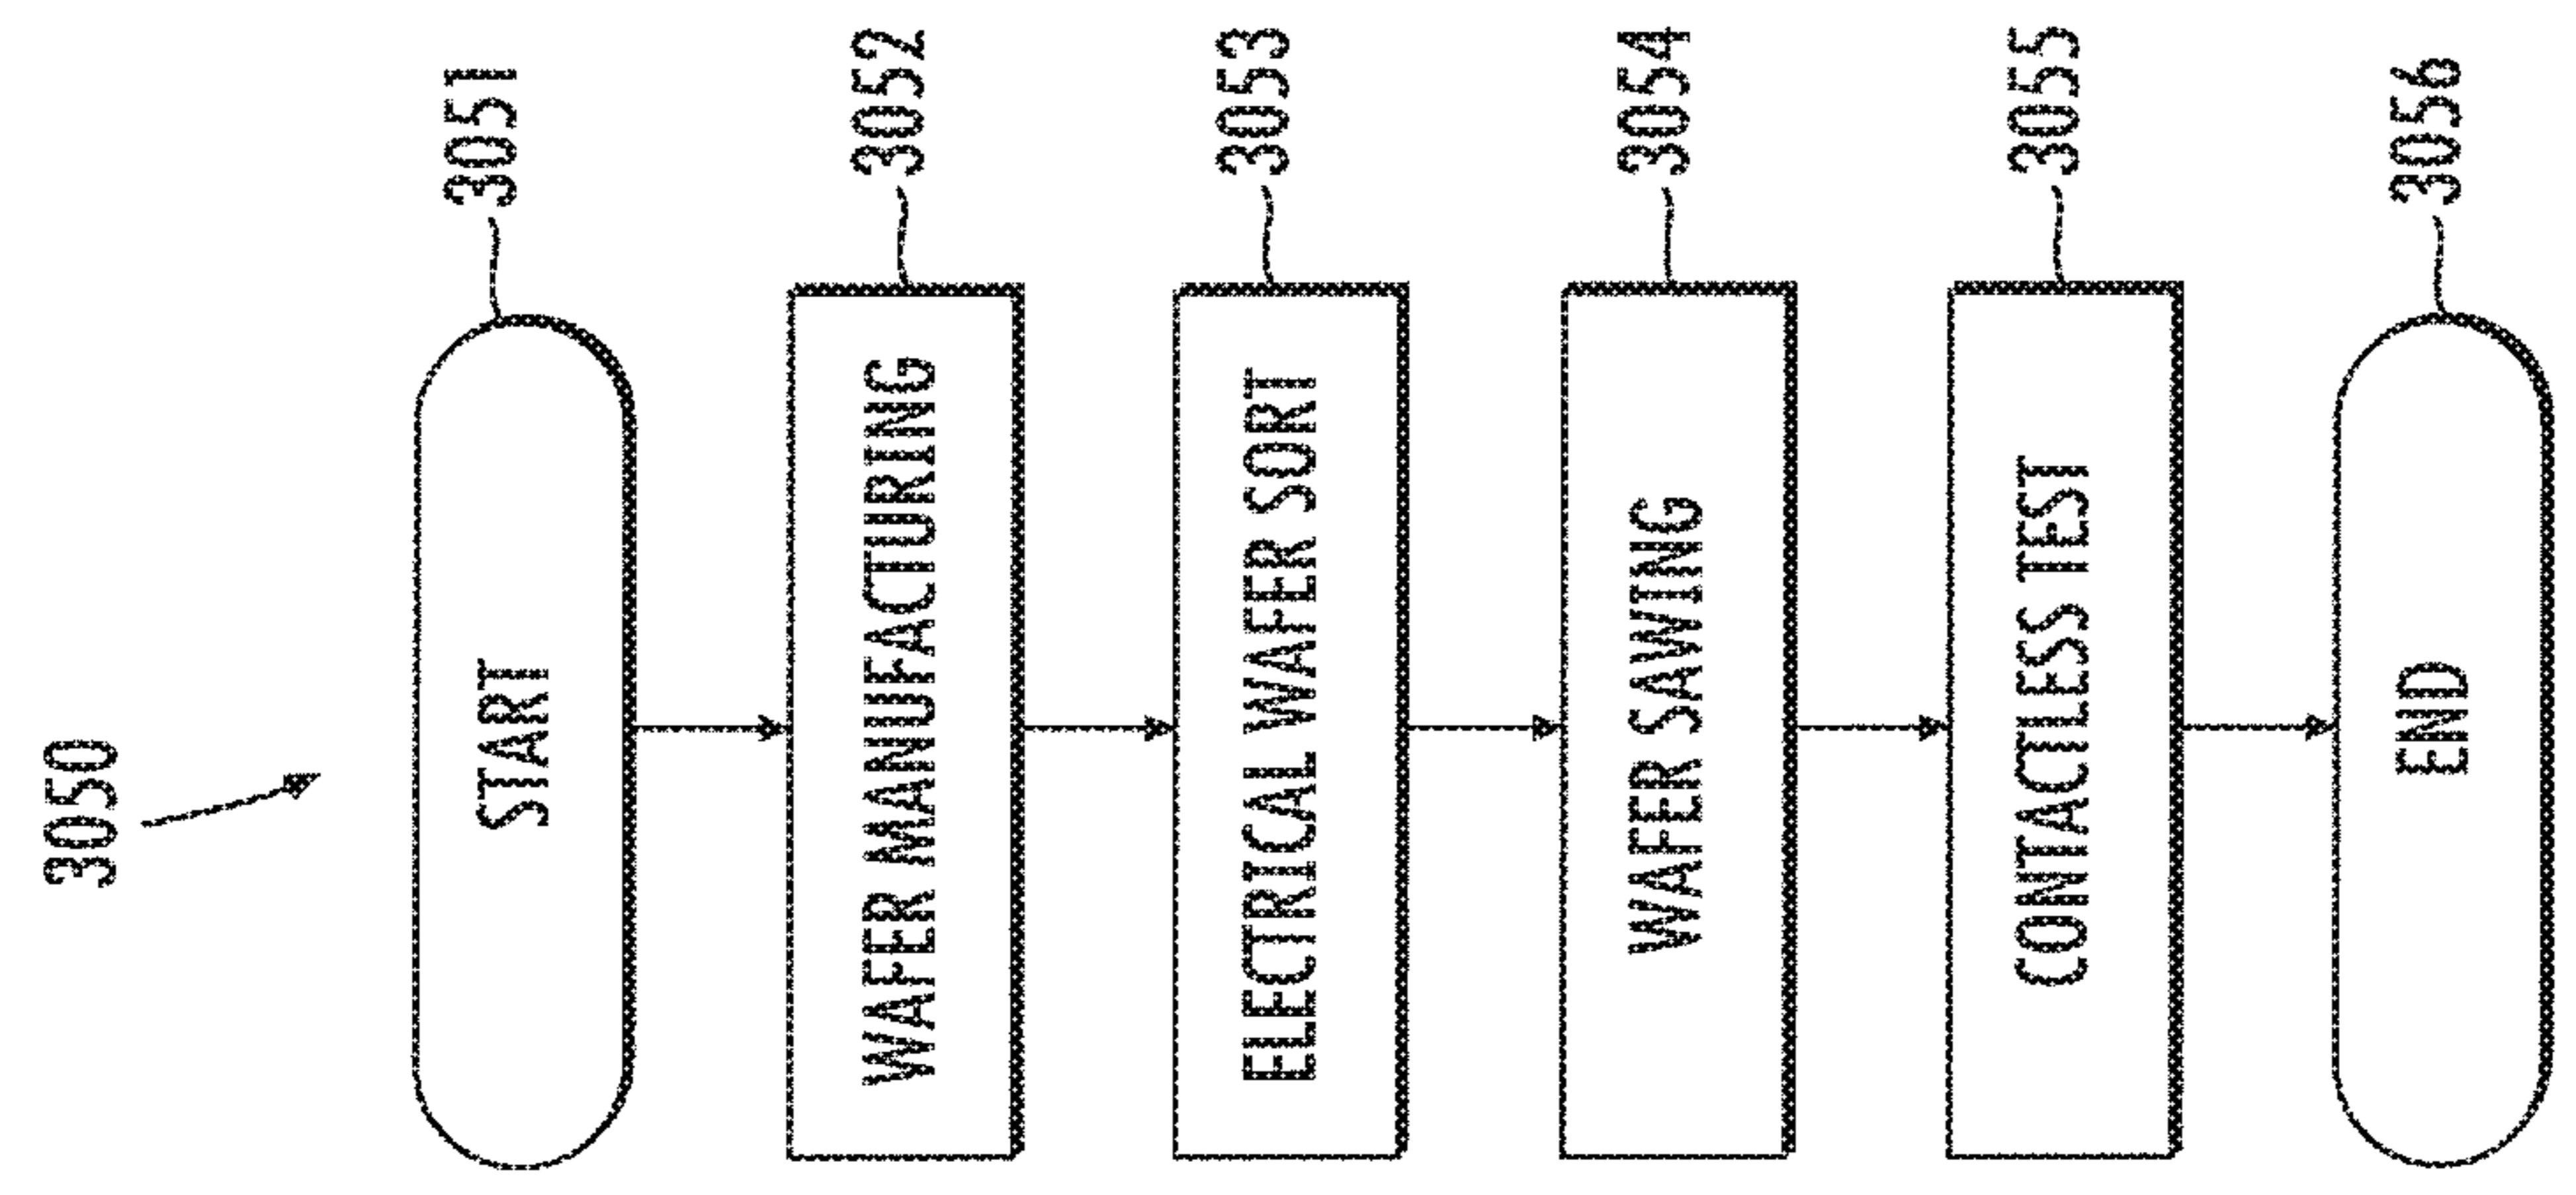 3050
START
3051
WAFER MANUFACTURING
3052
ELECTRICAL WAFER SORT
3053
WAFER SAWING
3054
CONTACTLESS TEST
3055
END
3056